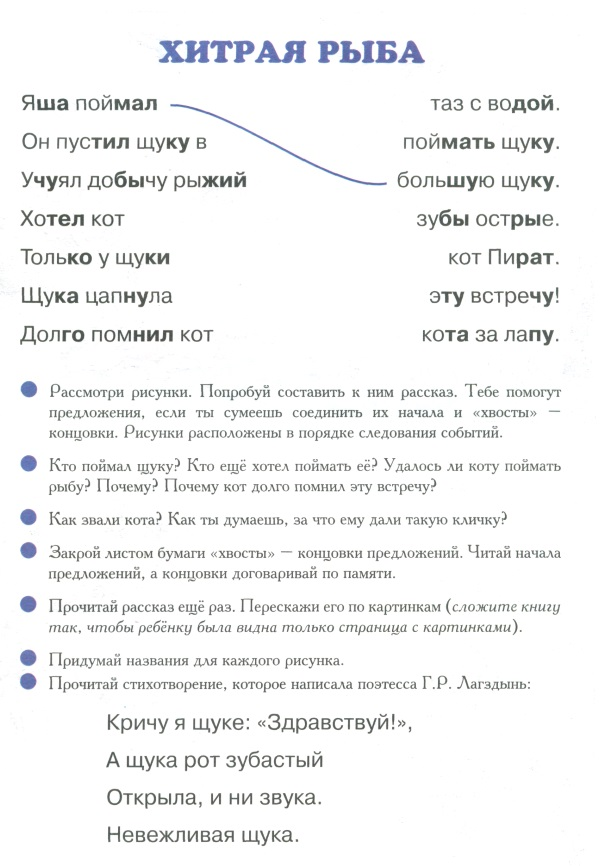 ХИТРАЯ РЫБА
Яша поймал таз с водой.
Он пустил щуку в поймать щуку.
Учуял добычу рыжий большую щуку.
Хотел кот зубы острые.
Только у щуки кот Пират.
Щука цапнула эту встречу!
Долго помнил кот кота за лапу.
Рассмотри рисунки. Попробуй составить к ним рассказ. Тебе помогут
предложения, если ты сумеешь соединить их начала и «хвосты» –
концовки. Рисунки расположены в порядке следования событий.
Кто поймал щуку? Кто ещё хотел поймать её? Удалось ли коту поймать
рыбу? Почему? Почему кот долго помнил эту встречу?
Как звали кота? Как ты думаешь, за что ему дали такую кличку?
Закрой листом бумаги «хвосты» – концовки предложений. Читай начала
предложений, а концовки договаривай по памяти.
Прочитай рассказ ещё раз. Перескажи его по картинкам (сложите книгу
так, чтобы ребёнку была видна только страница с картинками).
Придумай названия для каждого рисунка.
Прочитай стихотворение, которое написала поэтесса Г.Р. Лагздынь:
Кричу я щуке: «Здравствуй!»,
А щука рот зубастый
Открыла, и ни звука.
Невежливая щука.